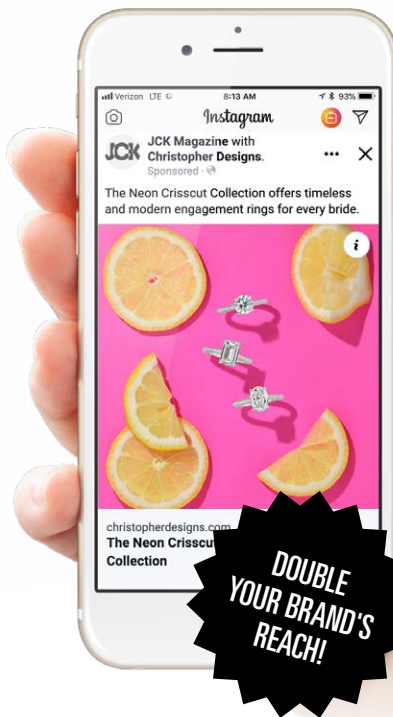 Verizon LTE
8:13 AM
93%
Instagram
JCK
JCK Magazine with
Christopher Designs.
Sponsored
The Neon Crisscut Collection offers timeless
and modern engagement rings for every bride.
i
christopherdesigns.com
The Neon Crisscut
Collection
DOUBLE
YOUR BRAND'S
REACH!